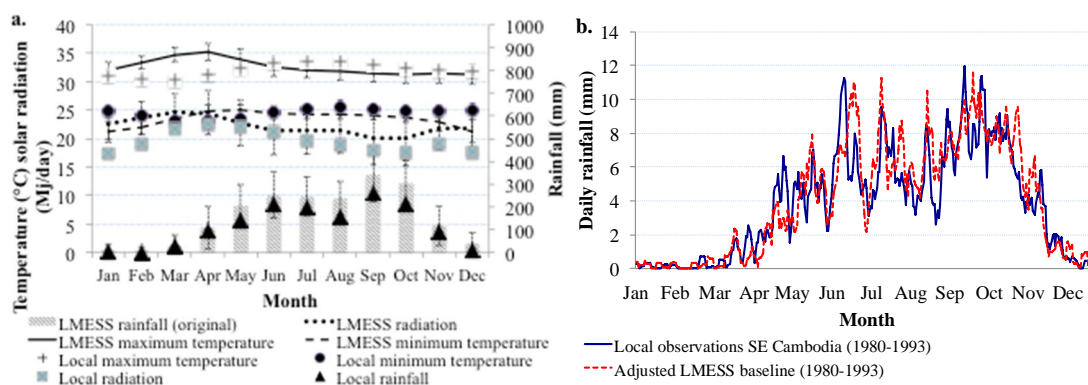 a.
Temperature (°C) solar radiation
(Mj/day)
40
35
30
25
20
15
10
5
0
1000
900
800
700
600
500
400
300
200
100
0
Rainfall (mm)
Jan Feb Mar Apr May Jun Jul Aug Sep Oct Nov Dec
Month
LMESS rainfall (original)
LMESS radiation
LMESS maximum temperature
LMESS minimum temperature
Local maximum temperature
Local minimum temperature
Local radiation
Local rainfall
b.
Daily rainfall (mm)
14
12
10
8
6
4
2
0
Jan Feb Mar Apr May Jun Jul Aug Sep Oct Nov Dec
Month
Local observations SE Cambodia (1980-1993)
Adjusted LMESS baseline (1980-1993)